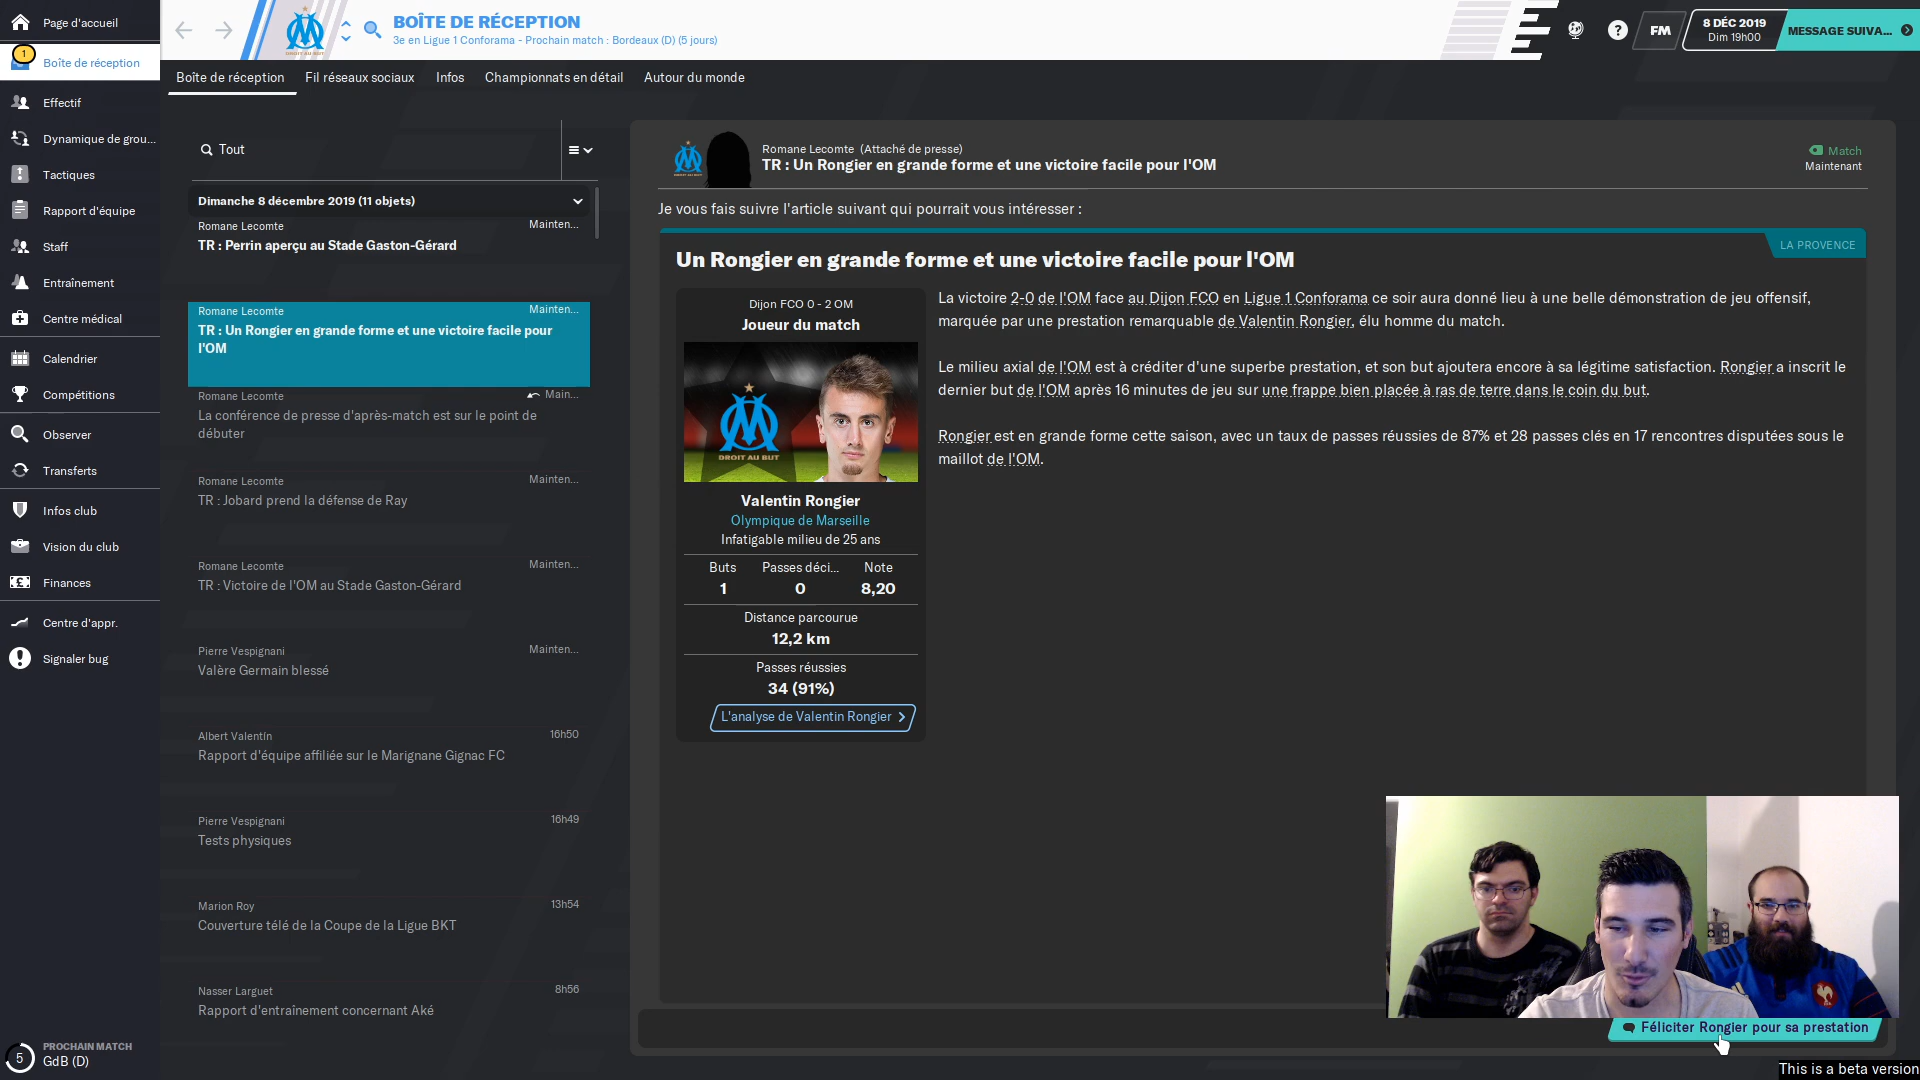 Page d'accueil
1
Boîte de réception
Effectif
Dynamique de grou...
Tactiques
Rapport d'équipe
Staff
Entraînement
Centre médical
Calendrier
Compétitions
Observer
Transferts
Infos club
Vision du club
Finances
Centre d'appr.
Signaler bug
5
PROCHAIN MATCH
GdB (D)
BOÎTE DE RÉCEPTION
3e en Ligue 1 Conforama - Prochain match : Bordeaux (D) (5 jours)
?
FM
8 DÉC 2019
Dim 19h00
MESSAGE SUIVA...
Boîte de réception
Fil réseaux sociaux
Infos
Championnats en détail
Autour du monde
Tout
Dimanche 8 décembre 2019 (11 objets)
Romane Lecomte Mainten...
TR : Perrin aperçu au Stade Gaston-Gérard
Romane Lecomte Mainten...
TR : Un Rongier en grande forme et une victoire facile pour
l'OM
Romane Lecomte Main...
La conférence de presse d'après-match est sur le point de
débuter
Romane Lecomte Mainten...
TR : Jobard prend la défense de Ray
Romane Lecomte Mainten...
TR : Victoire de l'OM au Stade Gaston-Gérard
Pierre Vespignani Mainten...
Valère Germain blessé
Albert Valentín 16h50
Rapport d'équipe affiliée sur le Marignane Gignac FC
Pierre Vespignani 16h49
Tests physiques
Marion Roy 13h54
Couverture télé de la Coupe de la Ligue BKT
Nasser Larguet 8h56
Rapport d'entraînement concernant Aké
Romane Lecomte (Attaché de presse)
TR : Un Rongier en grande forme et une victoire facile pour l'OM
Match
Maintenant
Je vous fais suivre l'article suivant qui pourrait vous intéresser :
LA PROVENCE
Un Rongier en grande forme et une victoire facile pour l'OM
Dijon FCO 0 - 2 OM
Joueur du match
DROIT AU BUT
Valentin Rongier
Olympique de Marseille
Infatigable milieu de 25 ans
Buts Passes déci... Note
1 0 8,20
Distance parcourue
12,2 km
Passes réussies
34 (91%)
L'analyse de Valentin Rongier
La victoire 2-0 de l'OM face au Dijon FCO en Ligue 1 Conforama ce soir aura donné lieu à une belle démonstration de jeu offensif,
marquée par une prestation remarquable de Valentin Rongier, élu homme du match.
Le milieu axial de l'OM est à créditer d'une superbe prestation, et son but ajoutera encore à sa légitime satisfaction. Rongier a inscrit le
dernier but de l'OM après 16 minutes de jeu sur une frappe bien placée à ras de terre dans le coin du but.
Rongier est en grande forme cette saison, avec un taux de passes réussies de 87% et 28 passes clés en 17 rencontres disputées sous le
maillot de l'OM.
Féliciter Rongier pour sa prestation
This is a beta version